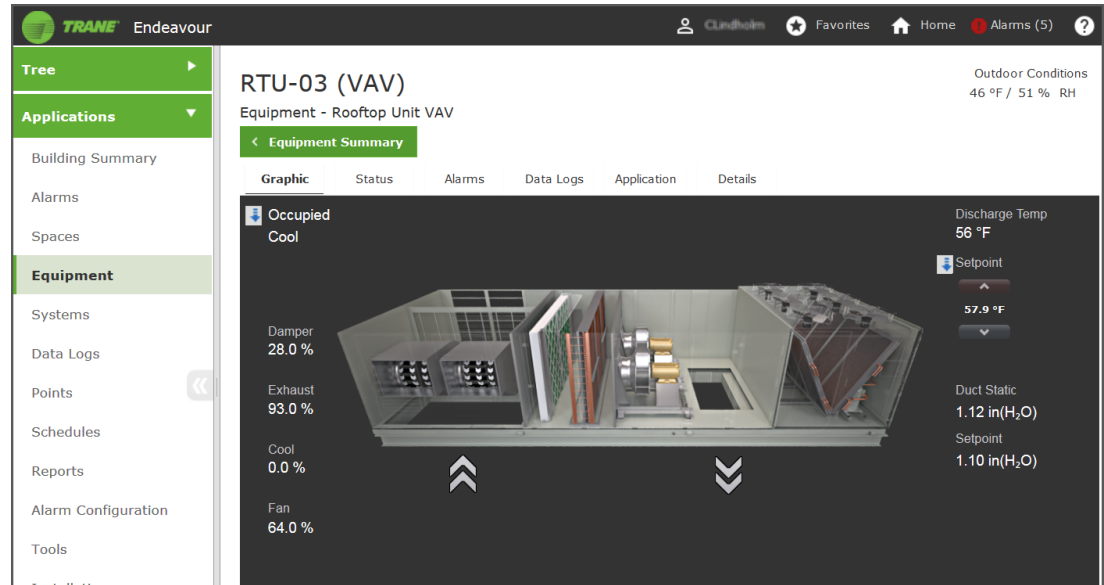 TRANE Endeavour
Favorites
Home
Alarms (5)
?
Tree
Applications
Building Summary
Alarms
Spaces
Equipment
Systems
Data Logs
Points
Schedules
Reports
Alarm Configuration
Tools
RTU-03 (VAV)
Equipment - Rooftop Unit VAV
Outdoor Conditions
46 °F / 51 % RH
< Equipment Summary
Graphic Status Alarms Data Logs Application Details
Occupied
Cool
Damper
28.0 %
Exhaust
93.0 %
Cool
0.0 %
Fan
64.0 %
Discharge Temp
56 °F
Setpoint
57.9 °F
Duct Static
1.12 in(H₂O)
Setpoint
1.10 in(H₂O)